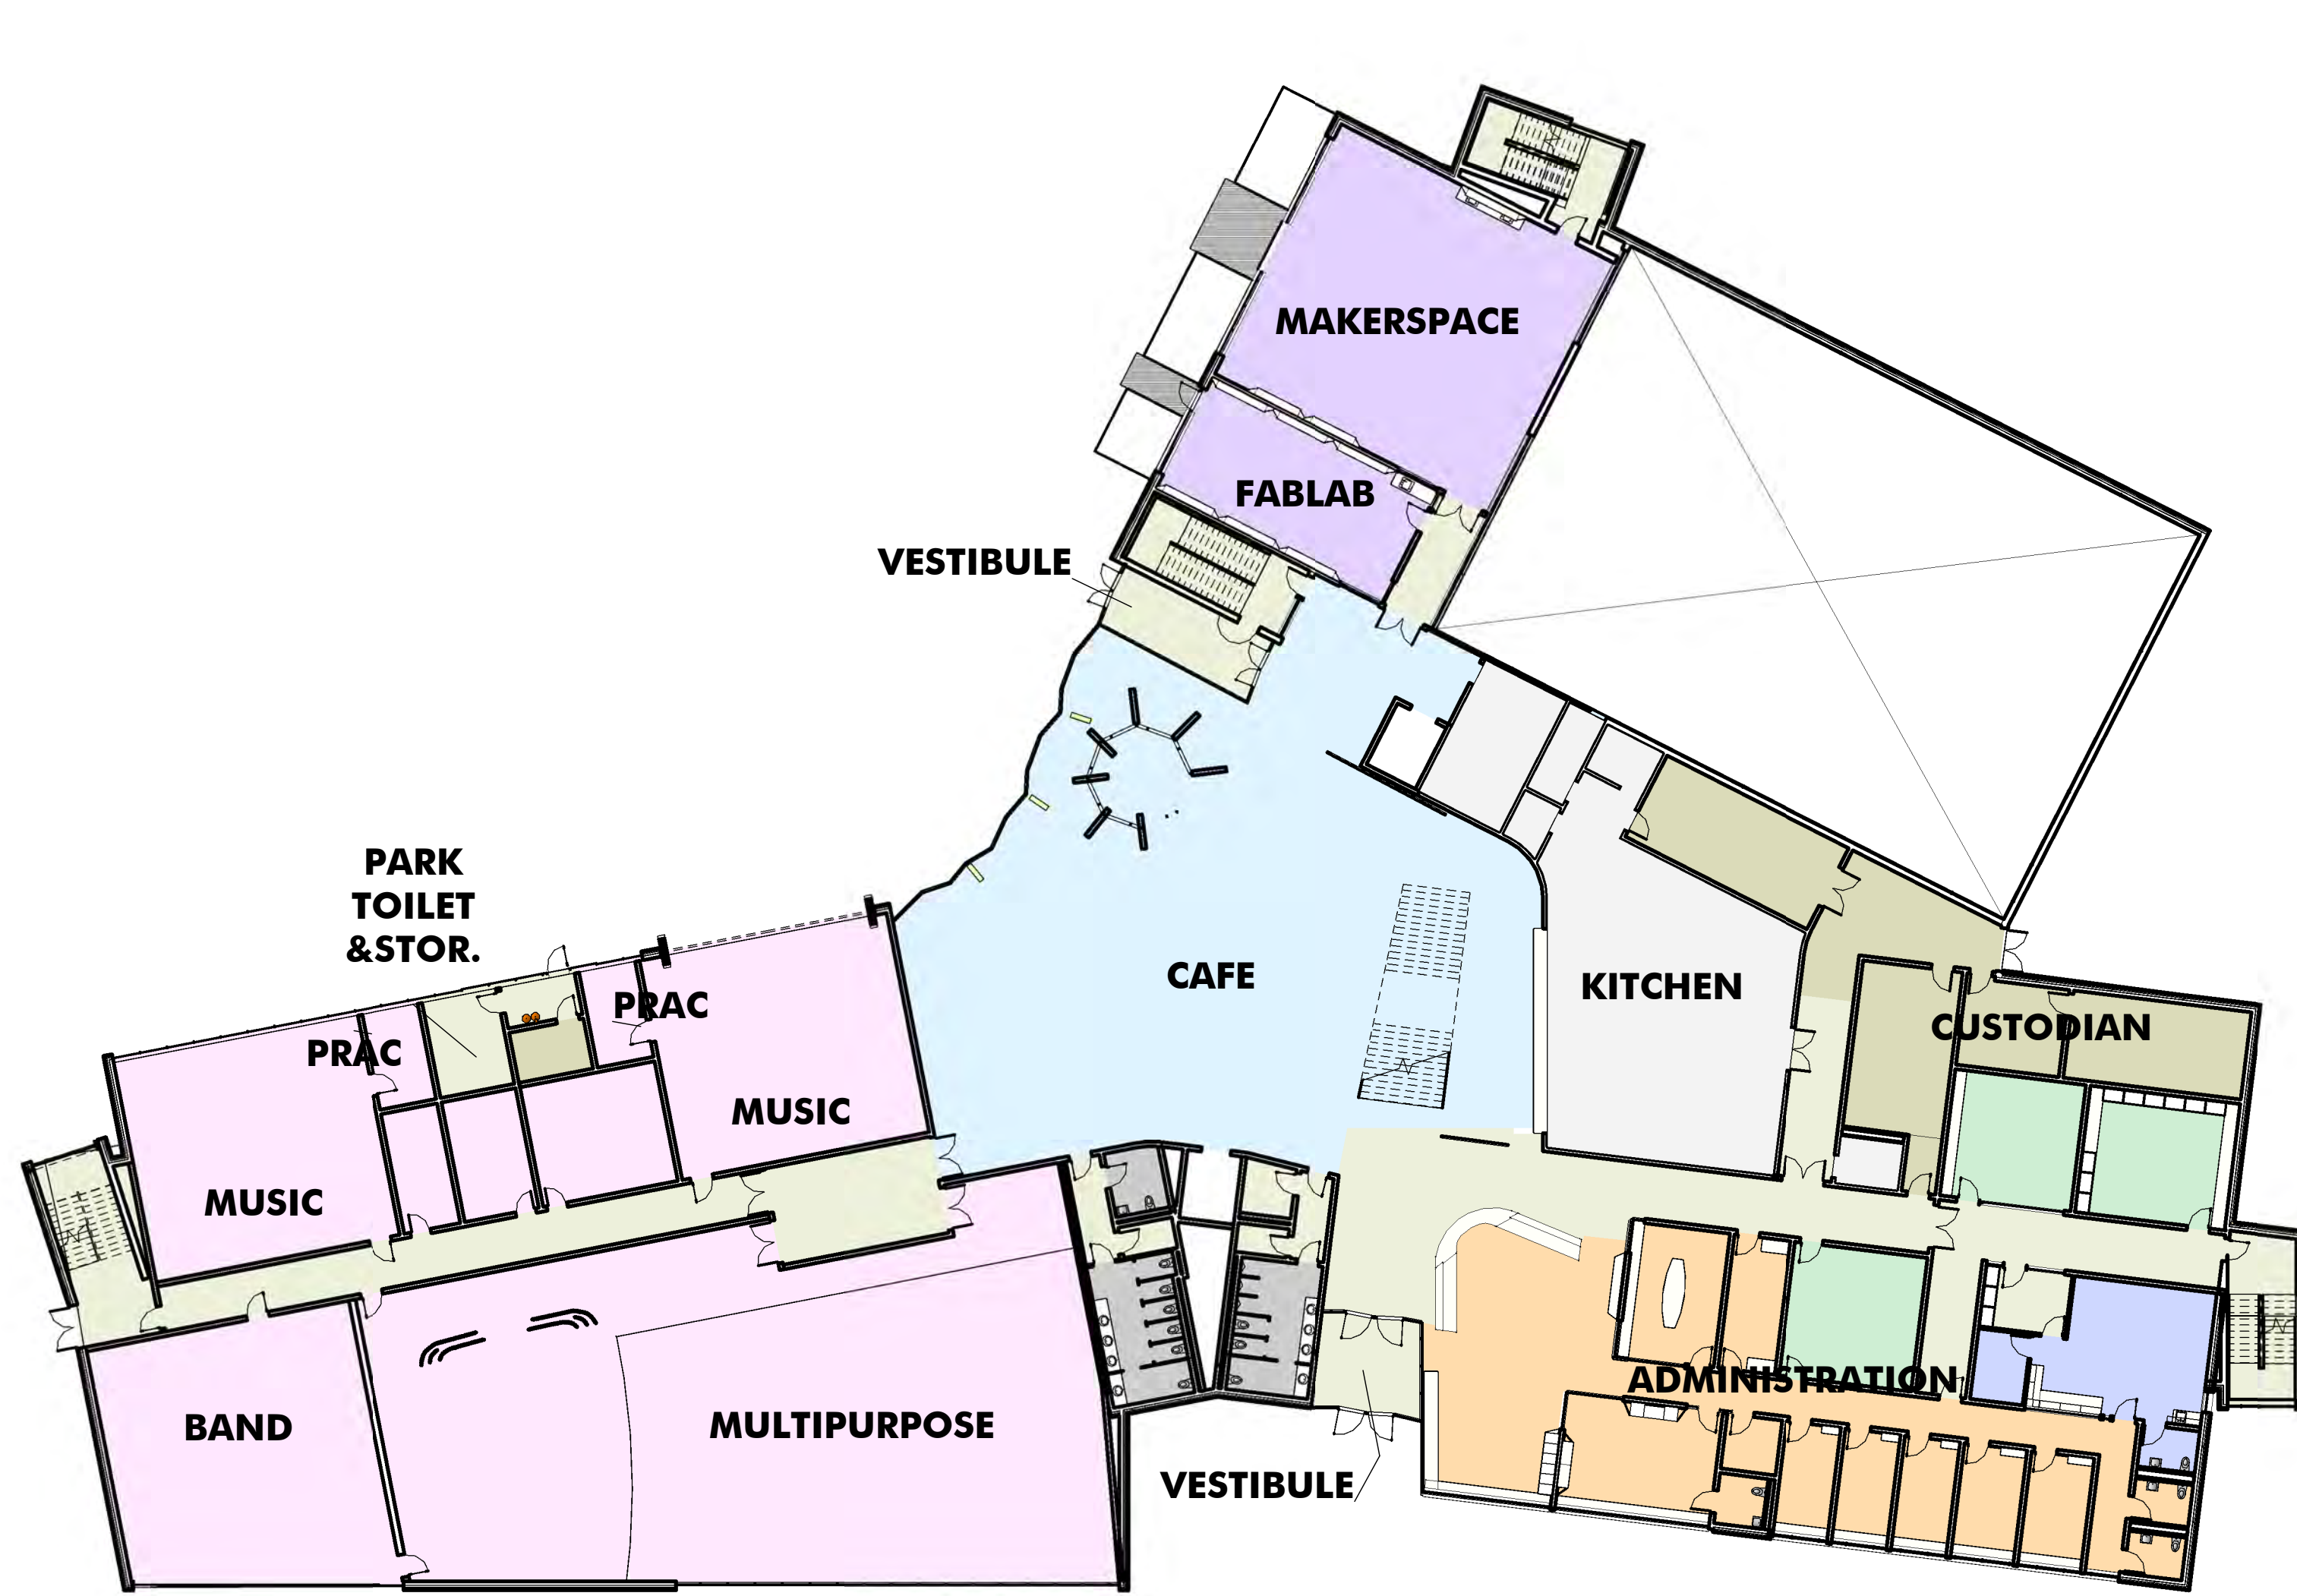 MAKERSPACE
FABLAB
VESTIBULE
PARK
TOILET
&STOR.
CAFE
KITCHEN
PRAC
PRAC
CUSTODIAN
MUSIC
MUSIC
ADMINISTRATION
BAND
MULTIPURPOSE
VESTIBULE